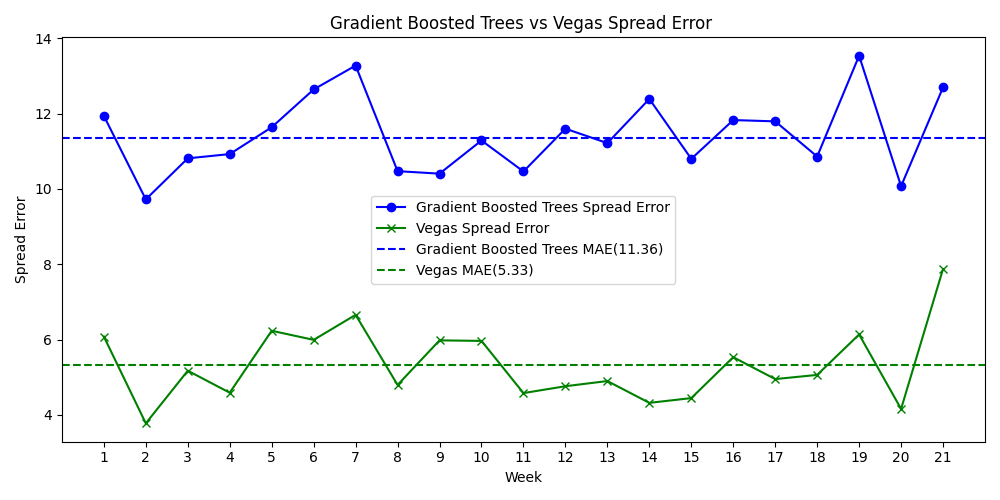 Gradient Boosted Trees vs Vegas Spread Error
14
12
10
8
6
4
Spread Error
Gradient Boosted Trees Spread Error
Vegas Spread Error
Gradient Boosted Trees MAE(11.36)
Vegas MAE(5.33)
1 2 3 4 5 6 7 8 9 10 11 12 13 14 15 16 17 18 19 20 21
Week